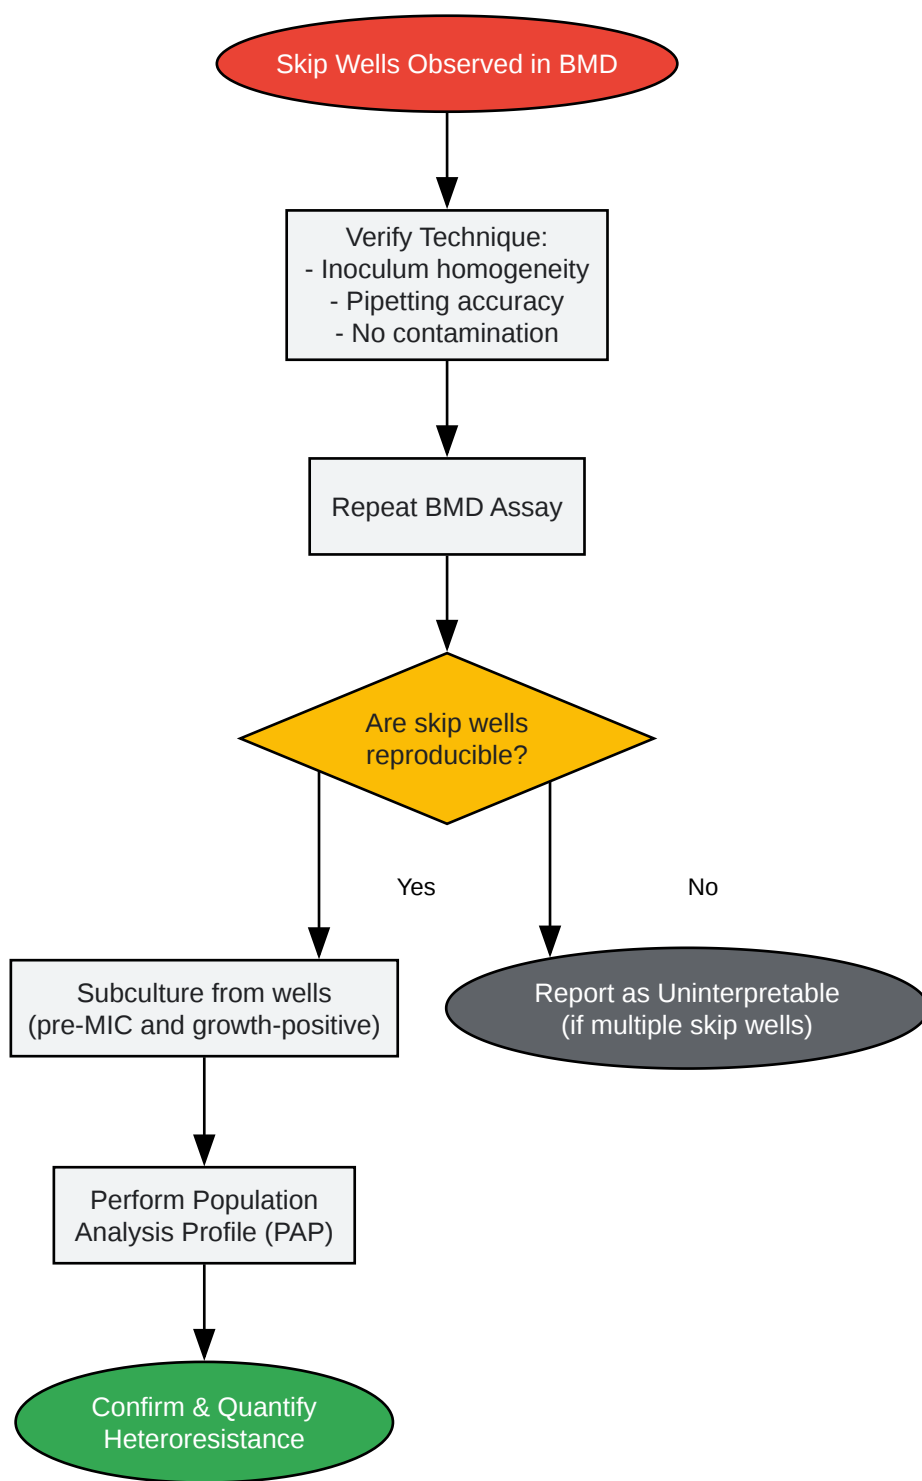 Skip Wells Observed in BMD
Verify Technique:
- Inoculum homogeneity
- Pipetting accuracy
- No contamination
Repeat BMD Assay
Are skip wells
reproducible?
Yes
No
Subculture from wells
(pre-MIC and growth-positive)
Report as Uninterpretable
(if multiple skip wells)
Perform Population
Analysis Profile (PAP)
Confirm & Quantify
Heteroresistance